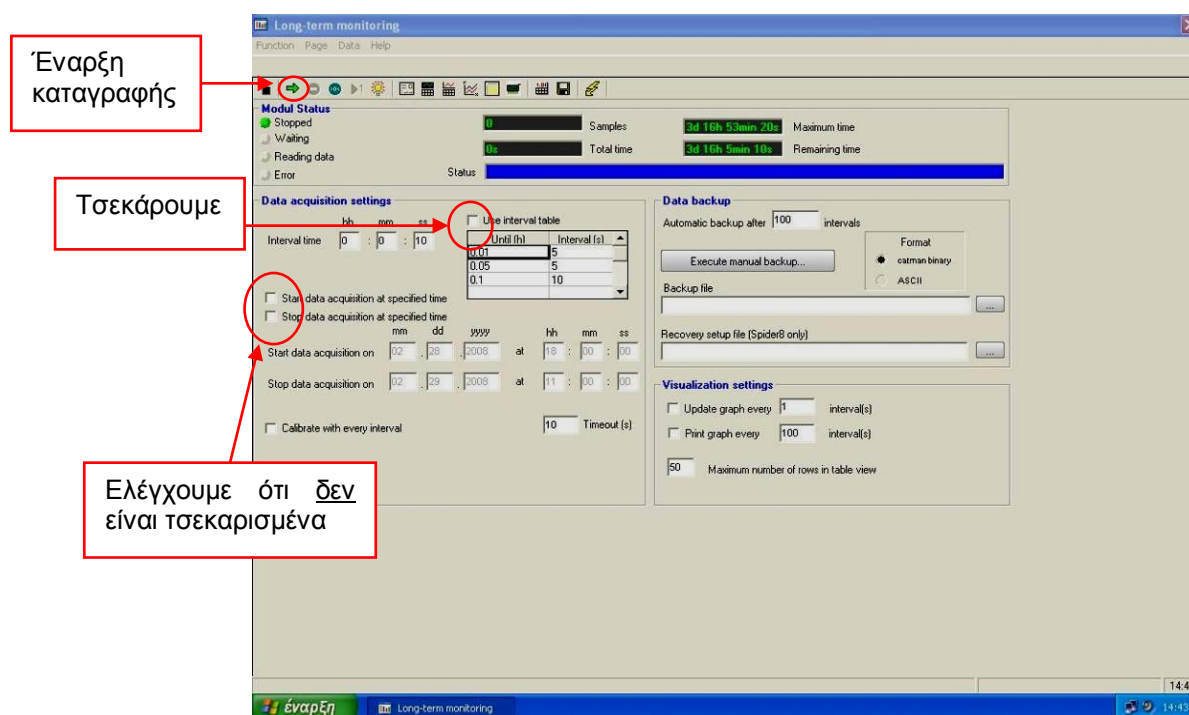 Long-term monitoring
Function Page Data Help
Έναρξη
καταγραφής
Modul Status
Stopped
Waiting
Reading data
Error
0 Samples
0s Total time
3d 16h 53min 20s Maximum time
3d 16h 5min 10s Remaining time
Status
Τσεκάρουμε
Data acquisition settings
hh mm ss
Interval time 0 : 0 : 10
Use interval table
Until (h) Interval (s)
0.01 5
0.05 5
0.1 10
Start data acquisition at specified time
Stop data acquisition at specified time
mm dd yyyy hh mm ss
Start data acquisition on 02 . 28 . 2008 at 18 : 00 : 00
Stop data acquisition on 02 . 29 . 2008 at 11 : 00 : 00
Calibrate with every interval
10 Timeout (s)
Data backup
Automatic backup after 100 intervals
Execute manual backup...
Format
catman binary
ASCII
Backup file
...
Recovery setup file (Spider8 only)
...
Visualization settings
Update graph every 1 interval(s)
Print graph every 100 interval(s)
50 Maximum number of rows in table view
Ελέγχουμε ότι δεν
είναι τσεκαρισμένα
έναρξη
Long-term monitoring
14:43